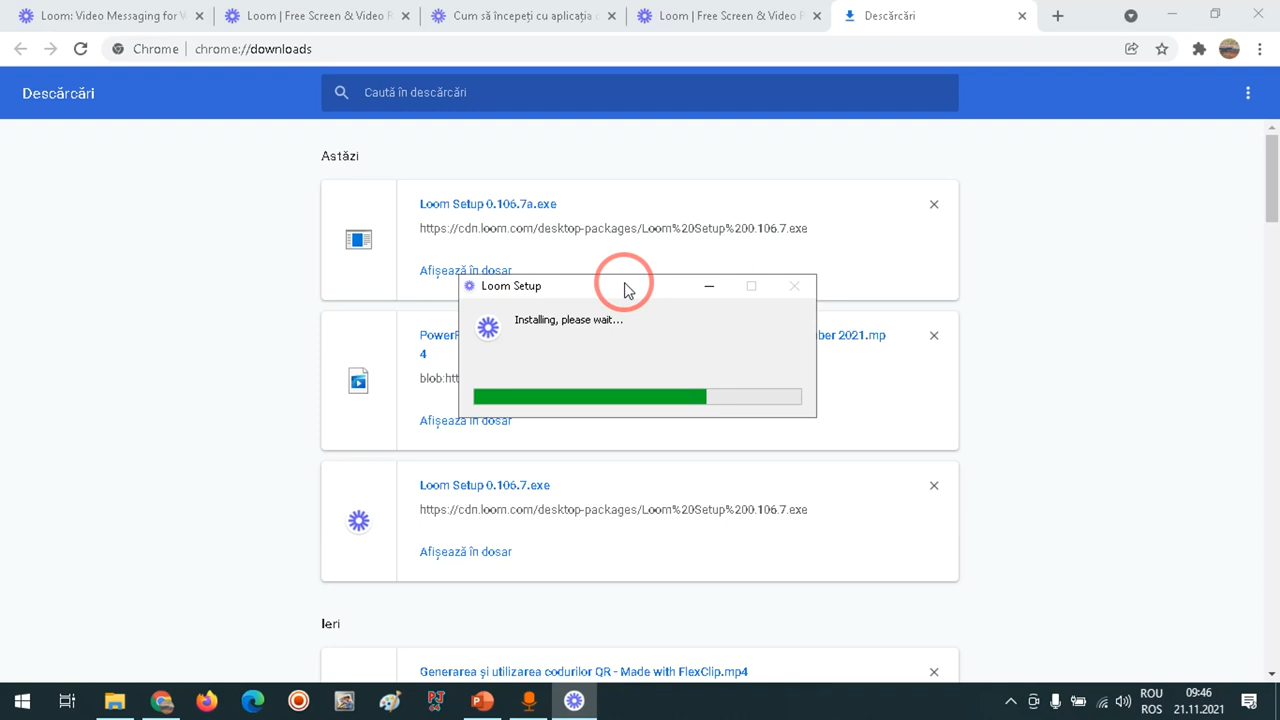 Loom: Video Messaging for V
Loom | Free Screen & Video R
Cum să începeți cu aplicația c
Loom | Free Screen & Video R
Descărcări
Chrome | chrome://downloads
Descărcări
Caută în descărcări
Astăzi
Loom Setup 0.106.7a.exe
https://cdn.loom.com/desktop-packages/Loom%20Setup%200.106.7.exe
Afișează în dosar
Loom Setup
Installing, please wait...
PowerP
ber 2021.mp
4
blob:htt
Afișează în dosar
Loom Setup 0.106.7.exe
https://cdn.loom.com/desktop-packages/Loom%20Setup%200.106.7.exe
Afișează în dosar
Ieri
Generarea și utilizarea codurilor QR - Made with FlexClip.mp4
ROU
ROS
09:46
21.11.2021